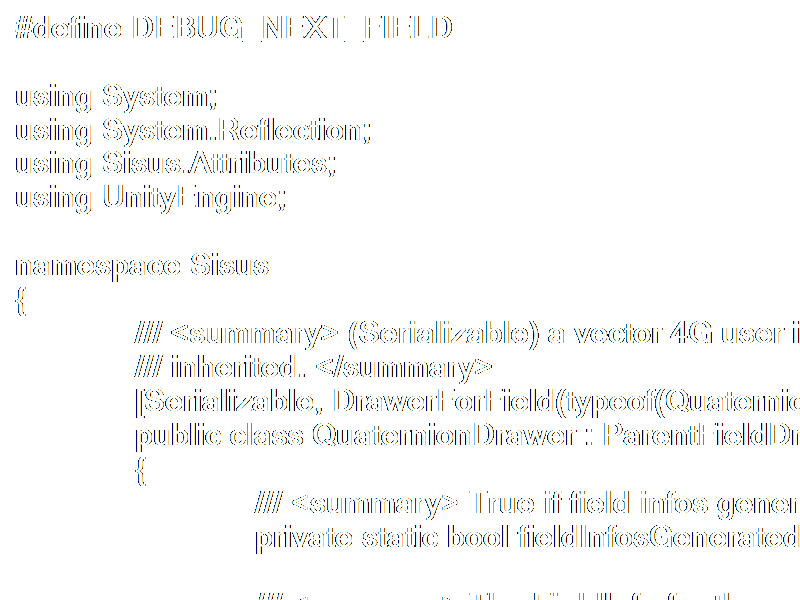 #define DEBUG_NEXT_FIELD
using System;
using System.Reflection;
using Sisus.Attributes;
using UnityEngine;
namespace Sisus
{
/// <summary> (Serializable) a vector 4G user i
/// inherited. </summary>
[Serializable, DrawerForField(typeof(Quaternio
public class QuaternionDrawer : ParentFieldDr
{
/// <summary> True if field infos gener
private static bool fieldInfosGenerated